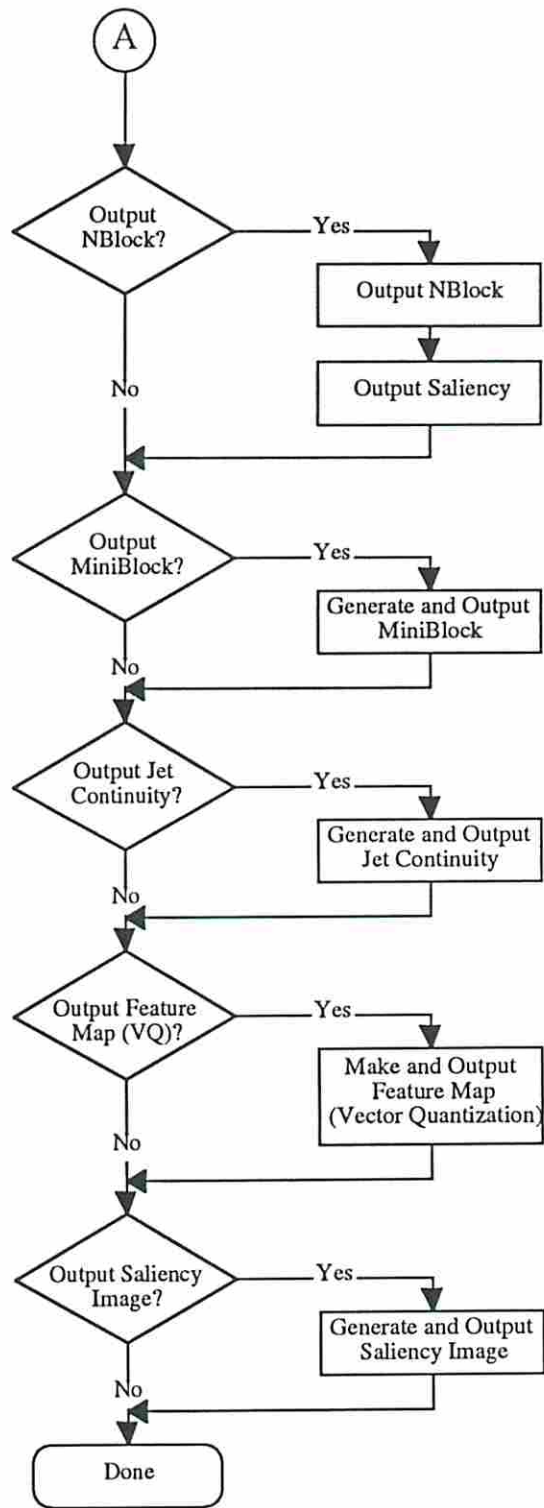 A
Output
NBlock?
Yes
Output NBlock
Output Saliency
No
Output
MiniBlock?
Yes
Generate and Output
MiniBlock
No
Output Jet
Continuity?
Yes
Generate and Output
Jet Continuity
No
Output Feature
Map (VQ)?
Yes
Make and Output
Feature Map
(Vector Quantization)
No
Output Saliency
Image?
Yes
Generate and Output
Saliency Image
No
Done